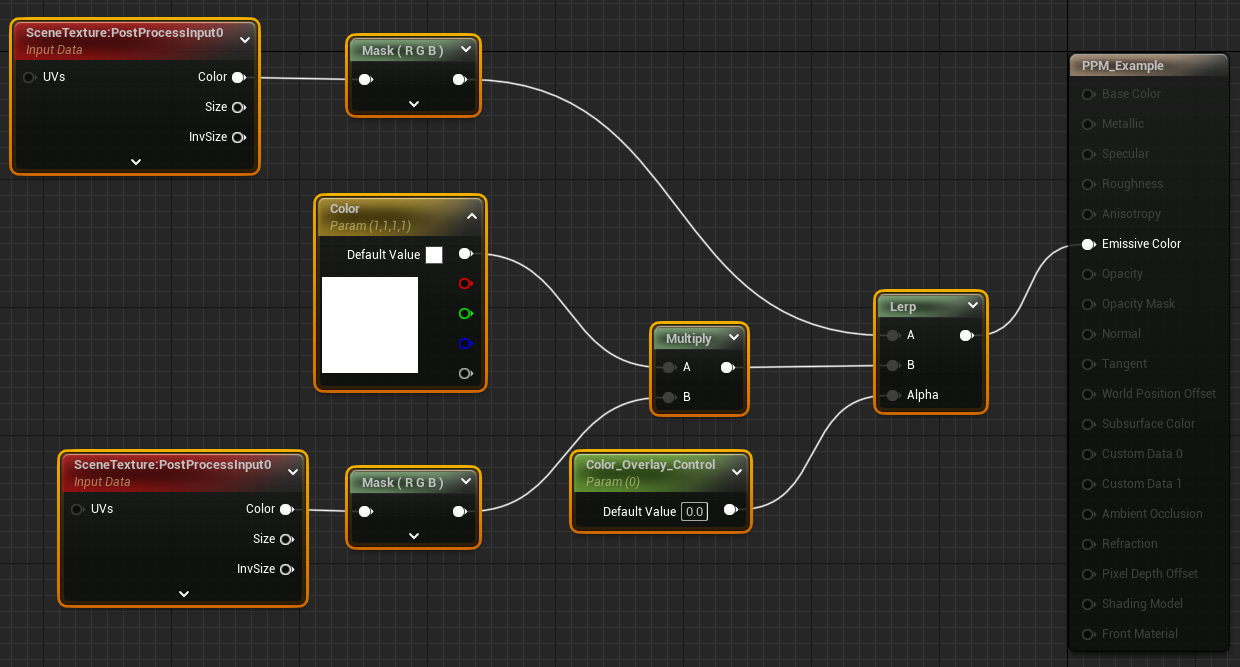 SceneTexture:PostProcessInput0
Input Data
UVs
Color
Size
InvSize
Mask ( R G B )
Color
Param (1,1,1,1)
Default Value
SceneTexture:PostProcessInput0
Input Data
UVs
Color
Size
InvSize
Mask ( R G B )
Multiply
A
B
Color_Overlay_Control
Param (0)
Default Value 0.0
Lerp
A
B
Alpha
PPM_Example
Base Color
Metallic
Specular
Roughness
Anisotropy
Emissive Color
Opacity
Opacity Mask
Normal
Tangent
World Position Offset
Subsurface Color
Custom Data 0
Custom Data 1
Ambient Occlusion
Refraction
Pixel Depth Offset
Shading Model
Front Material